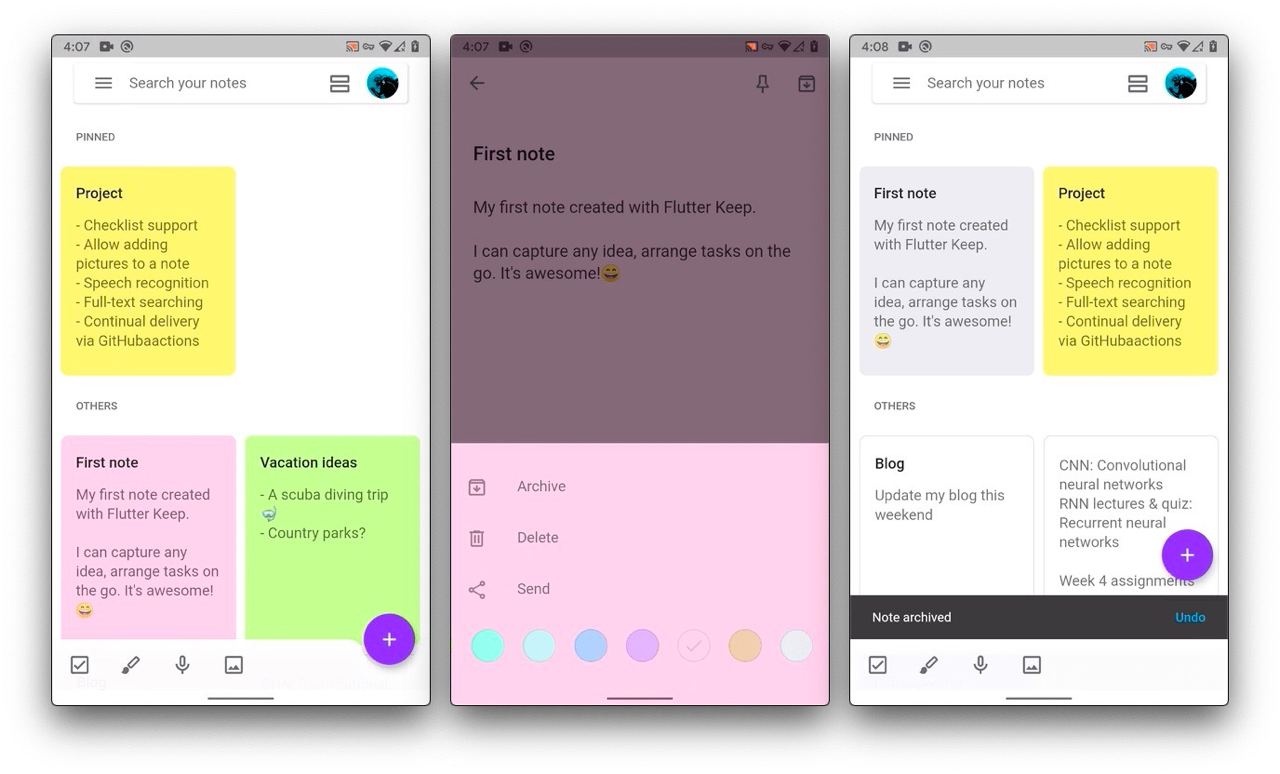 4:07
Search your notes
PINNED
Project
- Checklist support
- Allow adding
pictures to a note
- Speech recognition
- Full-text searching
- Continual delivery
via GitHubaactions
OTHERS
First note
My first note created
with Flutter Keep.
I can capture any
idea, arrange tasks on
the go. It's awesome!
😄
Vacation ideas
- A scuba diving trip
🤿
- Country parks?
Blog
4:07
First note
My first note created with Flutter Keep.
I can capture any idea, arrange tasks on the
go. It's awesome!😄
Archive
Delete
Send
4:08
Search your notes
PINNED
First note
My first note created
with Flutter Keep.
I can capture any
idea, arrange tasks on
the go. It's awesome!
😄
Project
- Checklist support
- Allow adding
pictures to a note
- Speech recognition
- Full-text searching
- Continual delivery
via GitHubaactions
OTHERS
Blog
Update my blog this
weekend
CNN: Convolutional
neural networks
RNN lectures & quiz:
Recurrent neural
networks
Week 4 assignments
Note archived
Undo